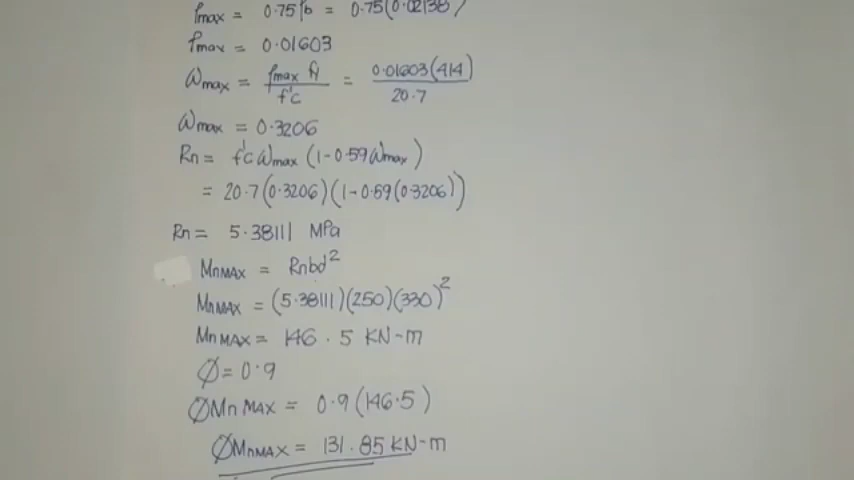 ρmax = 0.75ρb = 0.75(0.02138)
ρmax = 0.01603
ωmax = ρmax fy / f'c = 0.01603(414) / 20.7
ωmax = 0.3206
Rn = f'c ωmax (1-0.59ωmax)
= 20.7(0.3206)(1-0.59(0.3206))
Rn = 5.38111 MPa
MnMAX = Rnbd²
MnMAX = (5.38111)(250)(330)²
MnMAX = 146.5 KN-m
Ø = 0.9
ØMnMAX = 0.9(146.5)
ØMnMAX = 131.85 KN-m